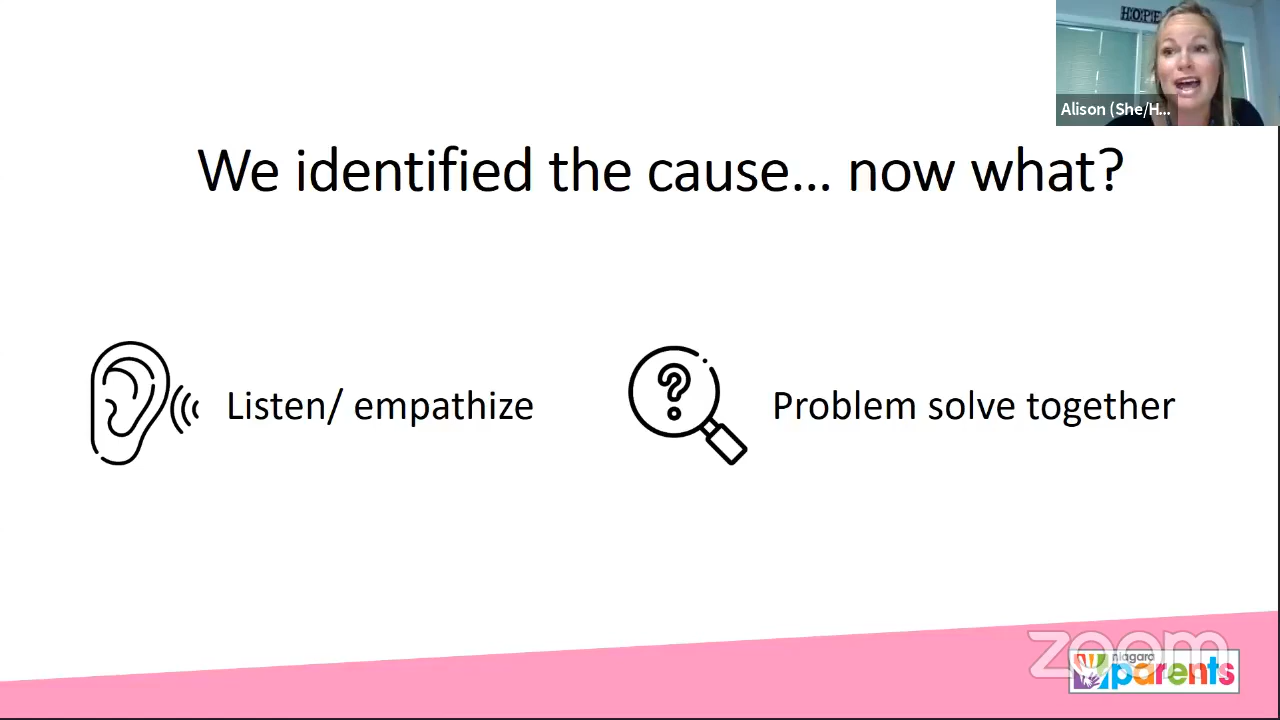 HOPE
Alison (She/H...
We identified the cause... now what?
Listen/ empathize
Problem solve together
zoom
niagara
parents